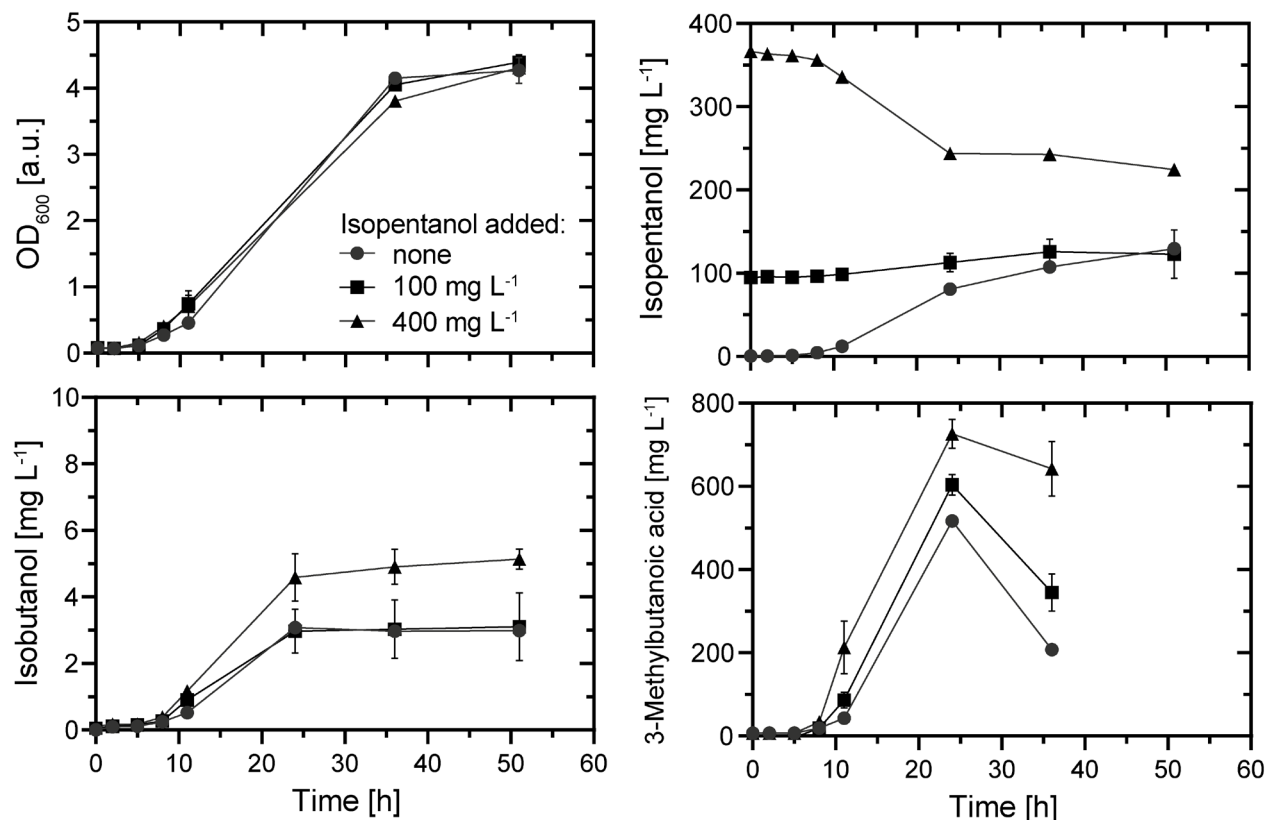 5
4
3
2
1
0
OD600 [a.u.]
Isopentanol added:
none
100 mg L-1
400 mg L-1
400
300
200
100
0
Isopentanol [mg L-1]
10
8
6
4
2
0
Isobutanol [mg L-1]
0 10 20 30 40 50 60
Time [h]
800
600
400
200
0
3-Methylbutanoic acid [mg L-1]
0 10 20 30 40 50 60
Time [h]